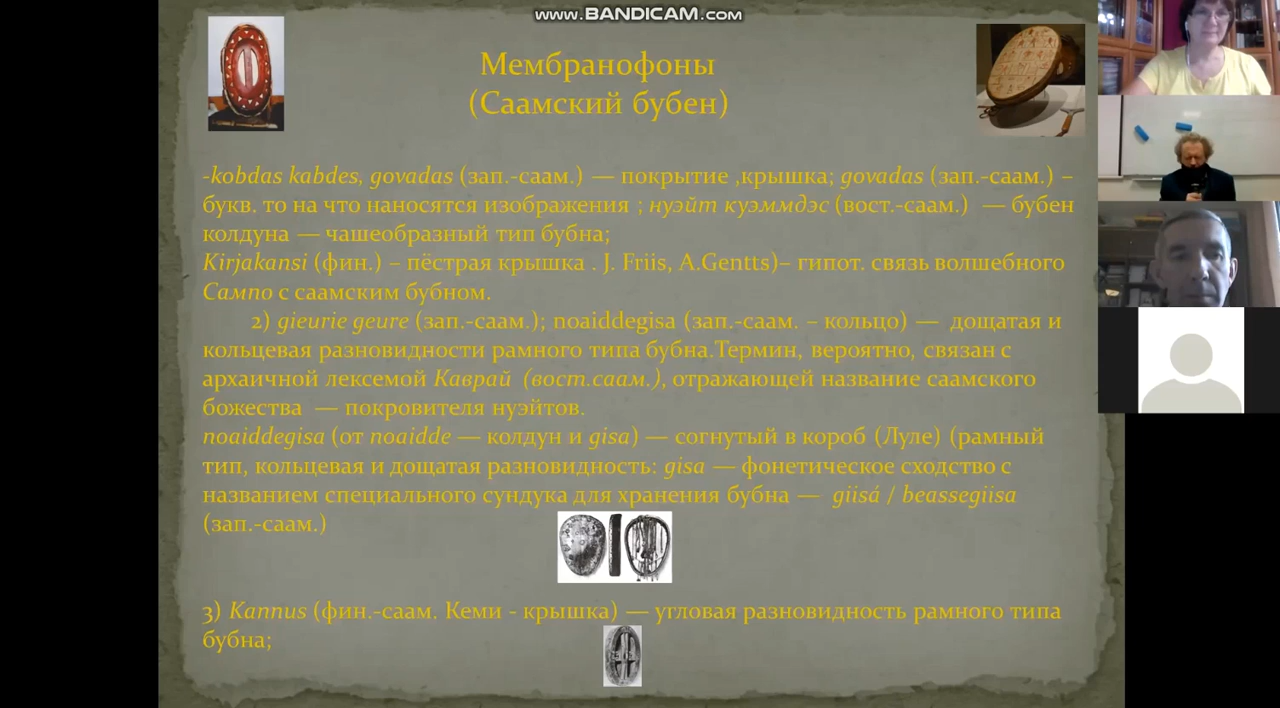 www.BANDICAM.com
Мембранофоны
(Саамский бубен)
-kobdas kabdes, govadas (зап.-саам.) — покрытие ,крышка; govadas (зап.-саам.) –
букв. то на что наносятся изображения ; нуэйт куэммдэс (вост.-саам.) — бубен
колдуна — чашеобразный тип бубна;
Kirjakansi (фин.) – пёстрая крышка . J. Friis, A.Gentts)– гипот. связь волшебного
Сампо с саамским бубном.
2) gieurie geure (зап.-саам.); noaiddegisa (зап.-саам. – кольцо) — дощатая и
кольцевая разновидности рамного типа бубна.Термин, вероятно, связан с
архаичной лексемой Каврай (вост.саам.), отражающей название саамского
божества — покровителя нуэйтов.
noaiddegisa (от noaidde — колдун и gisa) — согнутый в короб (Луле) (рамный
тип, кольцевая и дощатая разновидность: gisa — фонетическое сходство с
названием специального сундука для хранения бубна — giisá / beassegiisa
(зап.-саам.)
3) Kannus (фин.-саам. Кеми - крышка) — угловая разновидность рамного типа
бубна;